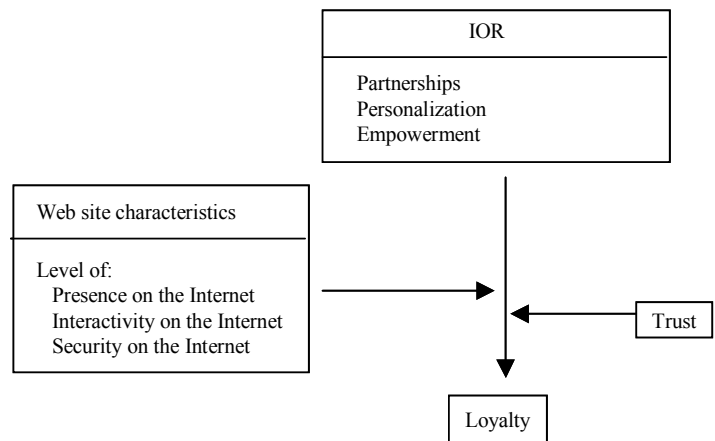 IOR
Partnerships
Personalization
Empowerment
Web site characteristics
Level of:
Presence on the Internet
Interactivity on the Internet
Security on the Internet
Trust
Loyalty